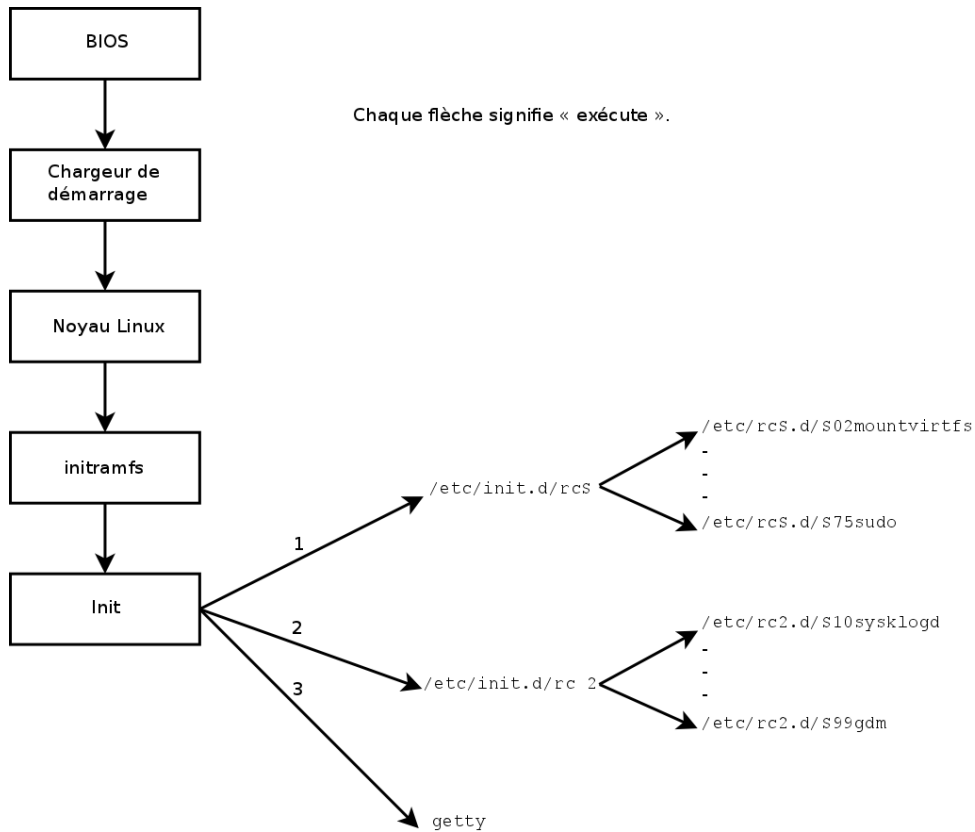 BIOS
Chaque flèche signifie « exécute ».
Chargeur de
démarrage
Noyau Linux
initramfs
Init
1
2
3
/etc/init.d/rcS
/etc/rcS.d/S02mountvirtfs
-
-
-
/etc/rcS.d/S75sudo
/etc/init.d/rc 2
/etc/rc2.d/S10sysklogd
-
-
-
/etc/rc2.d/S99gdm
getty